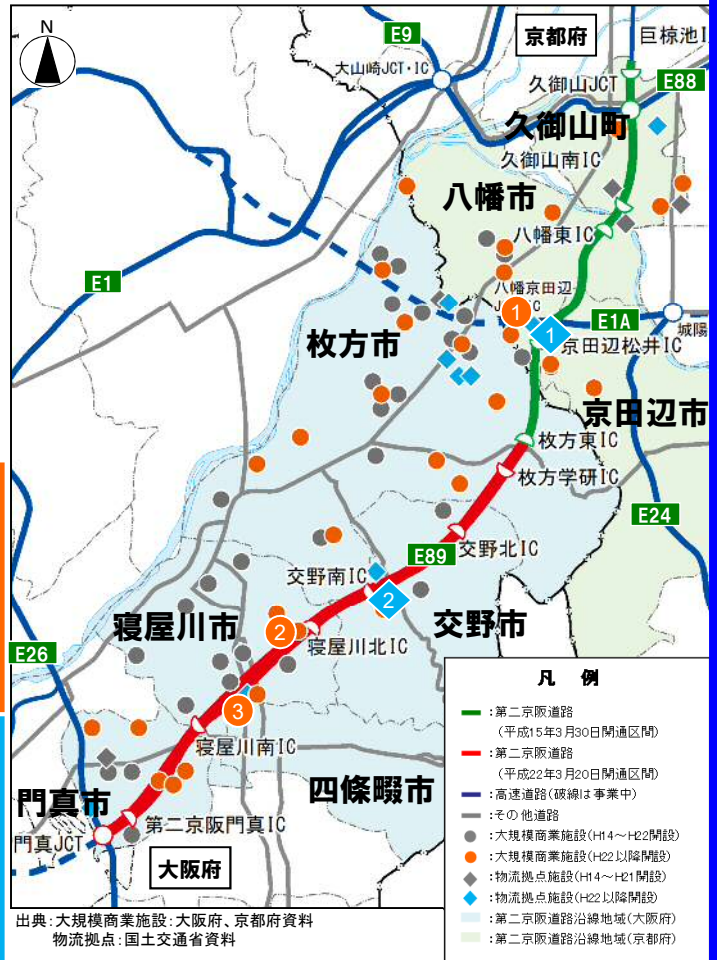 N
E9
京都府
巨椋池I
大山崎JCT・IC
久御山JCT
E88
久御山町
久御山南IC
八幡市
八幡東IC
E1
八幡京田辺
1
E1A
城陽
1
京田辺松井IC
枚方市
京田辺市
枚方東IC
枚方学研IC
E24
交野北IC
E89
交野南IC
2
寝屋川市
2
交野市
寝屋川北IC
E26
3
寝屋川南IC
四條畷市
門真市
第二京阪門真IC
門真JCT
大阪府
凡 例
:第二京阪道路
(平成15年3月30日開通区間)
:第二京阪道路
(平成22年3月20日開通区間)
:高速道路(破線は事業中)
:その他道路
:大規模商業施設(H14～H22開設)
:大規模商業施設(H22以降開設)
:物流拠点施設(H14～H21開設)
:物流拠点施設(H22以降開設)
:第二京阪道路沿線地域(大阪府)
:第二京阪道路沿線地域(京都府)
出典:大規模商業施設:大阪府、京都府資料
物流拠点:国土交通省資料